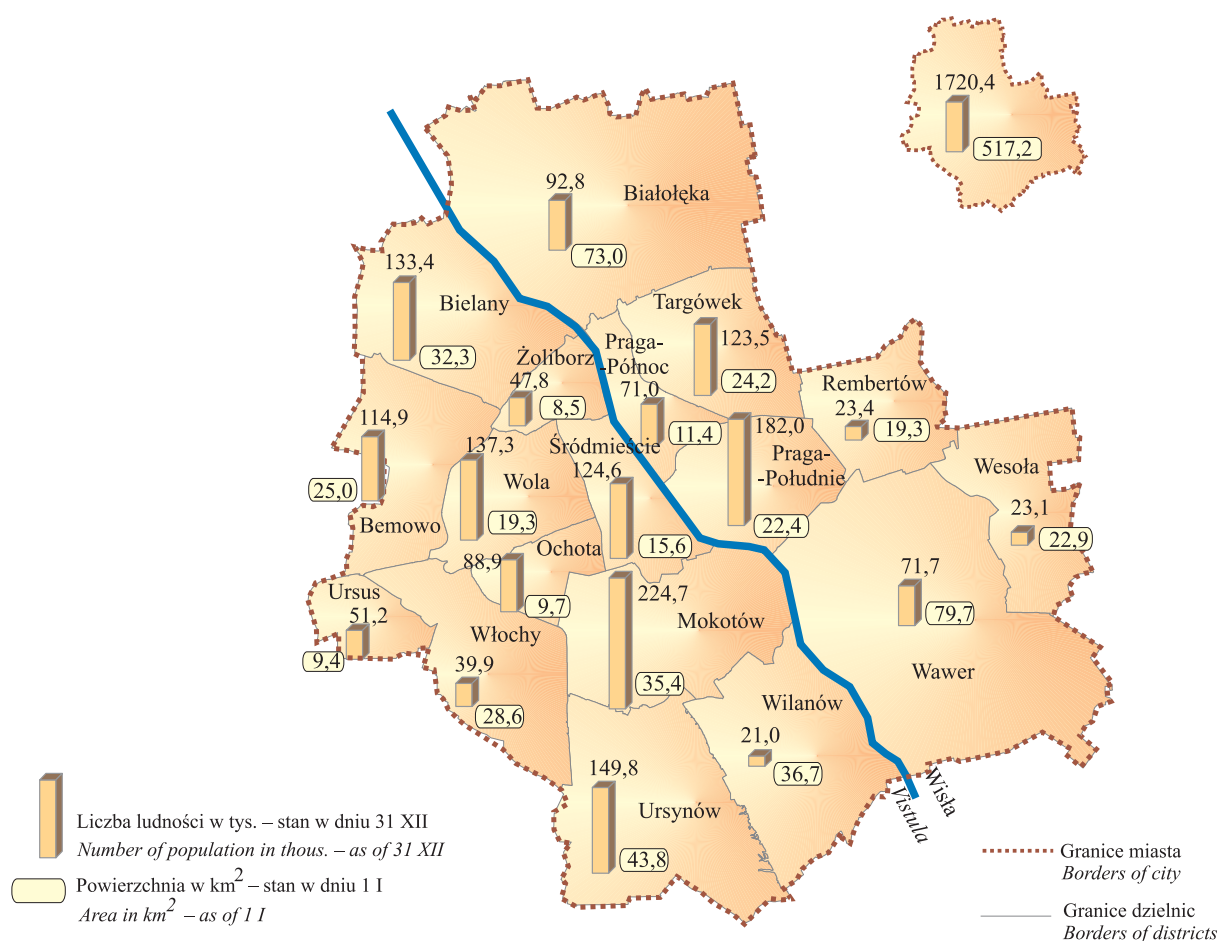 1720,4
517,2
92,8
Białołęka
73,0
133,4
Bielany
32,3
Targówek
123,5
24,2
Żoliborz
47,8
8,5
Praga-
-Północ
71,0
11,4
Rembertów
23,4
19,3
114,9
25,0
Bemowo
137,3
Wola
19,3
Śródmieście
124,6
15,6
182,0
Praga-
-Południe
22,4
Wesoła
23,1
22,9
Ochota
88,9
9,7
Ursus
51,2
9,4
Włochy
39,9
28,6
224,7
Mokotów
35,4
71,7
79,7
Wawer
Wilanów
21,0
36,7
149,8
Ursynów
43,8
Wisła
Vistula
Liczba ludności w tys. – stan w dniu 31 XII
Number of population in thous. – as of 31 XII
Powierzchnia w km² – stan w dniu 1 I
Area in km² – as of 1 I
Granice miasta
Borders of city
Granice dzielnic
Borders of districts